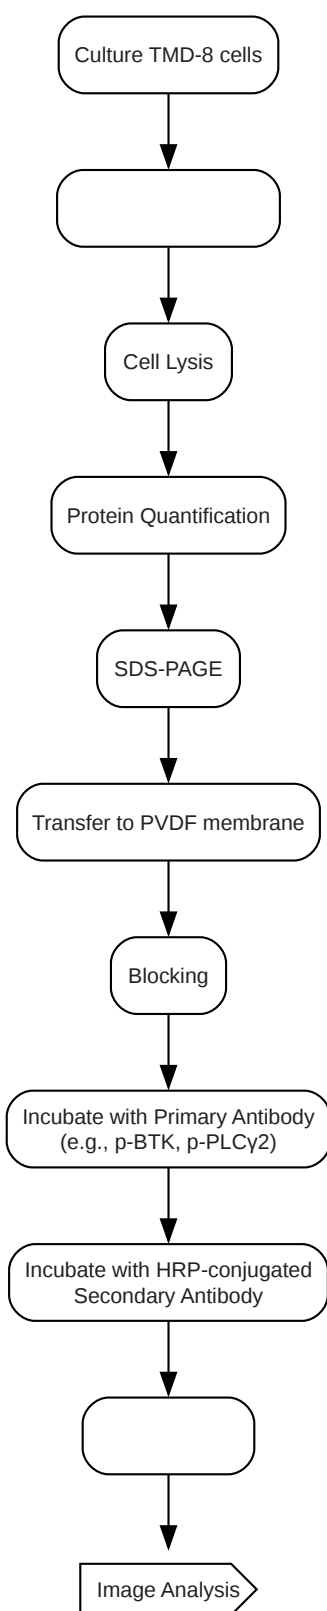 Culture TMD-8 cells
Cell Lysis
Protein Quantification
SDS-PAGE
Transfer to PVDF membrane
Blocking
Incubate with Primary Antibody
(e.g., p-BTK, p-PLCγ2)
Incubate with HRP-conjugated
Secondary Antibody
Image Analysis